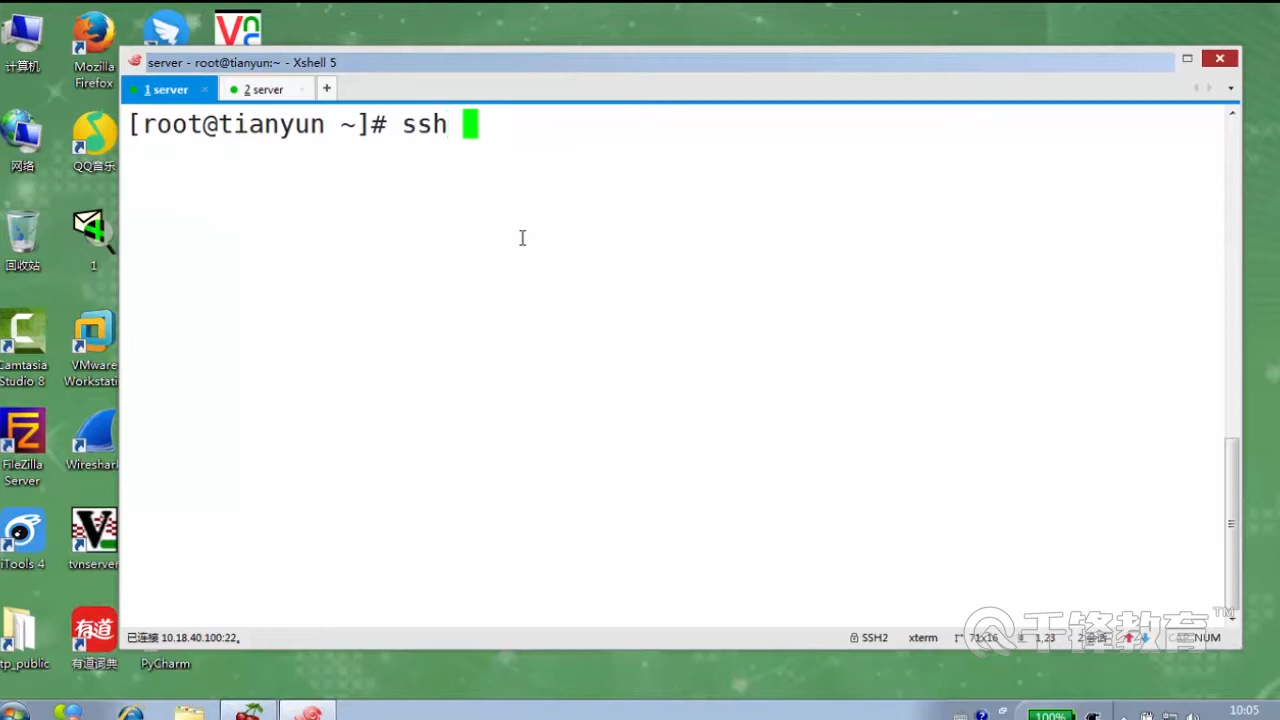 server - root@tianyun:~ - Xshell 5
1 server
2 server
+
[root@tianyun ~]# ssh
已连接 10.18.40.100:22。
SSH2
xterm
71x16
1,23
NUM
计算机
Mozilla
Firefox
网络
QQ音乐
回收站
1
Camtasia
Studio 8
VMware
Workstati
FileZilla
Server
Wireshark
iTools 4
tvnserver
tp_public
有道
有道词典
PyCharm
千锋教育 TM
100%
10:05